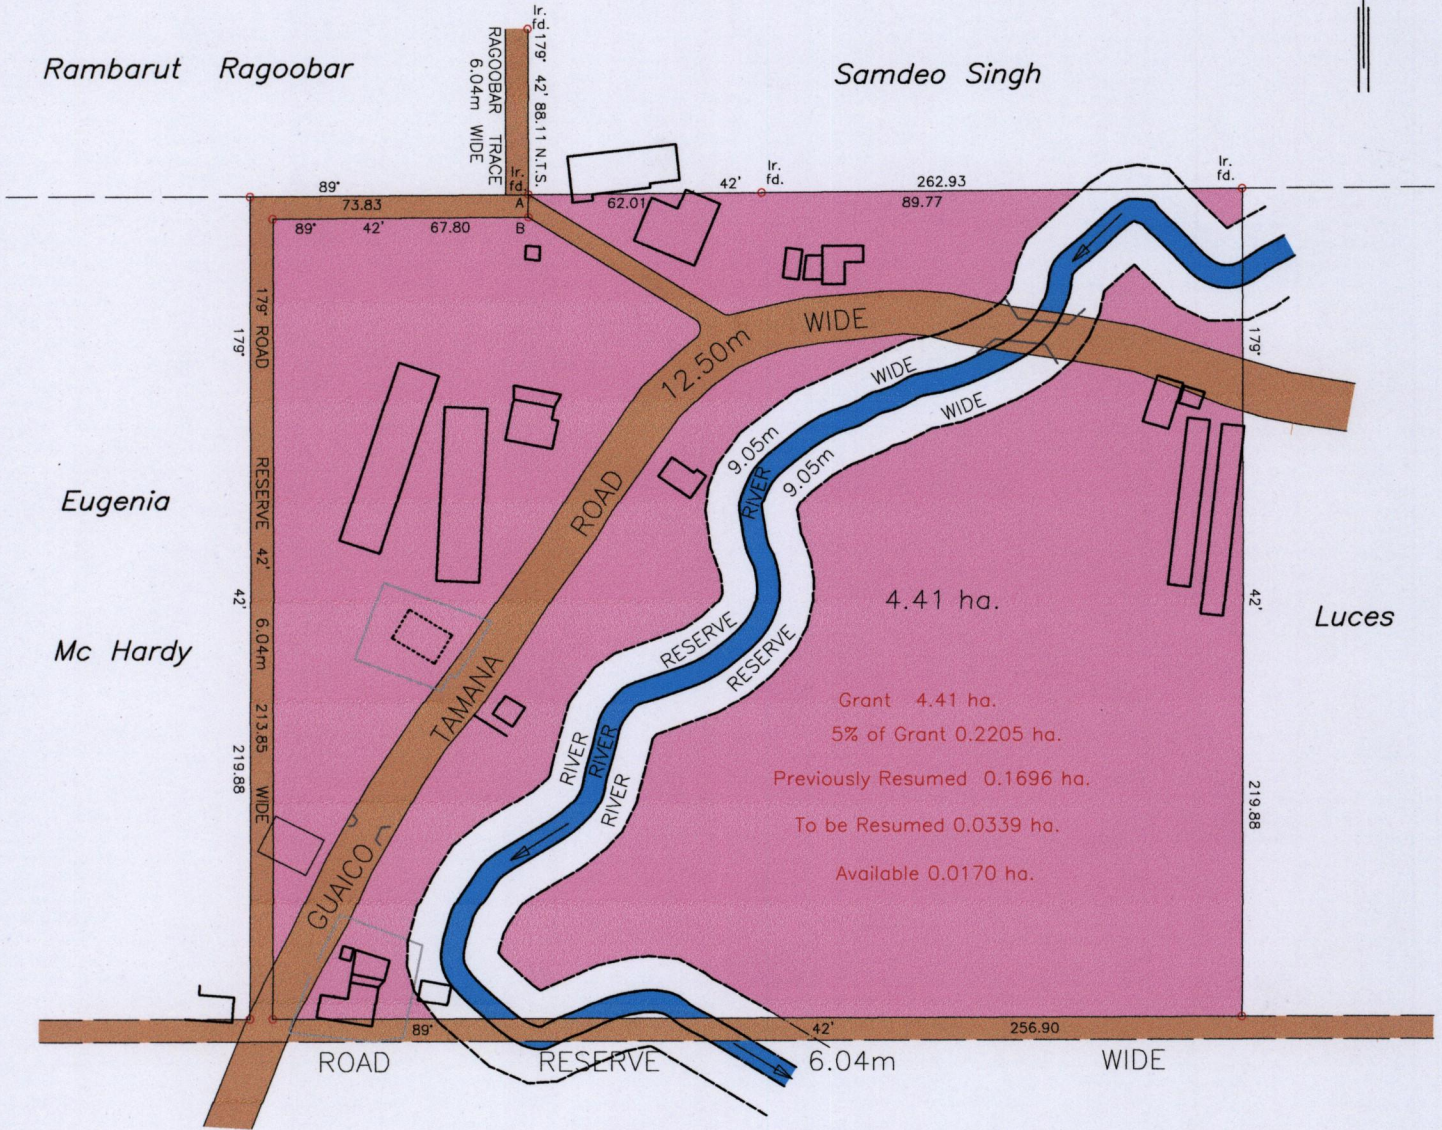 Ir.
fd.
Rambarut Ragoobar
RAGOOBAR TRACE
6.04m WIDE
179° 42' 88.11 N.T.S.
Samdeo Singh
Ir.
fd.
Ir.
fd.
Ir.
fd.
89°
42'
262.93
73.83
A
62.01
89.77
89° 42' 67.80
B
179° ROAD RESERVE 42' 6.04m 213.85 WIDE
179°
42'
219.88
GUAICO TAMANA ROAD 12.50m WIDE
WIDE
WIDE
9.05m
9.05m
RIVER
179°
42'
219.88
Eugenia
Mc Hardy
Luces
4.41 ha.
RESERVE
RESERVE
RIVER
RIVER
RIVER
Grant 4.41 ha.
5% of Grant 0.2205 ha.
Previously Resumed 0.1696 ha.
To be Resumed 0.0339 ha.
Available 0.0170 ha.
89°
42'
256.90
ROAD RESERVE 6.04m WIDE